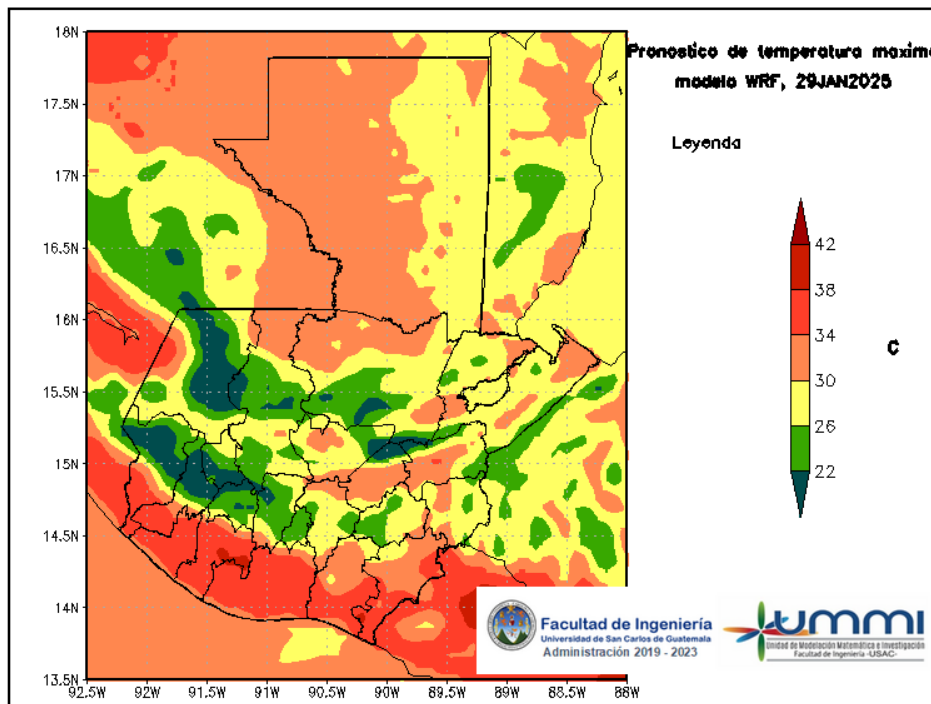 Pronostico de temperatura maxima
modelo WRF, 29JAN2025
Leyenda
42
38
34
30
26
22
C
18N
17.5N
17N
16.5N
16N
15.5N
15N
14.5N
14N
13.5N
92.5W 92W 91.5W 91W 90.5W 90W 89.5W 89W 88.5W 88W
Facultad de Ingeniería
Universidad de San Carlos de Guatemala
Administración 2019 - 2023
ummi
Unidad de Modelación Matemática e Investigación
Facultad de Ingeniería -USAC-